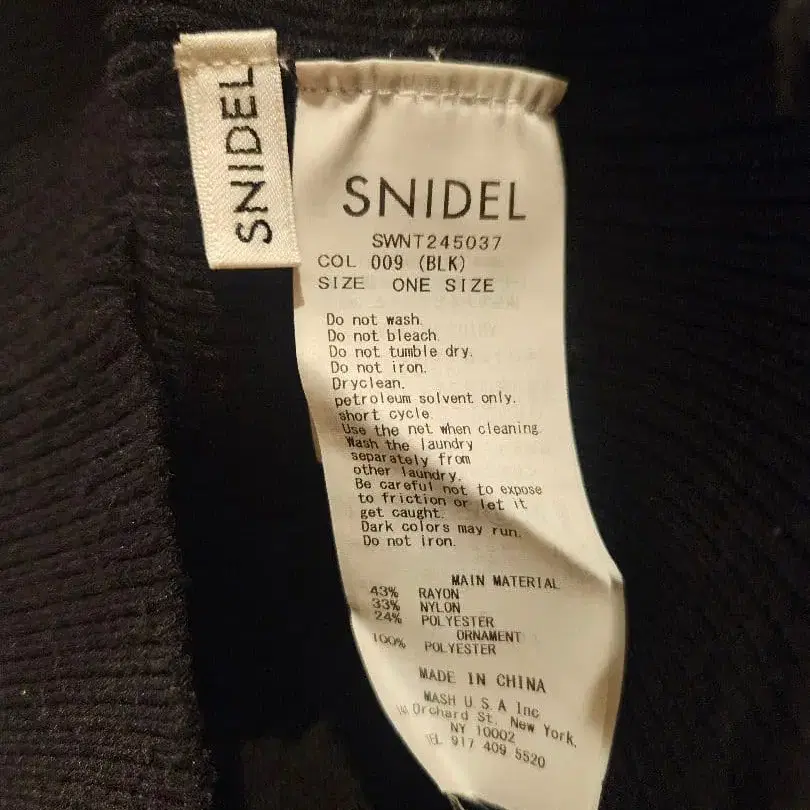 SNIDEL
SNIDEL
SWNT245037
COL 009 (BLK)
SIZE ONE SIZE
Do not wash.
Do not bleach.
Do not tumble dry.
Do not iron.
Dryclean.
petroleum solvent only.
short cycle.
Use the net when cleaning.
Wash the laundry
separately from
other laundry.
Be careful not to expose
to friction or let it
get caught.
Dark colors may run.
Do not iron.
MAIN MATERIAL
43% RAYON
33% NYLON
24% POLYESTER
ORNAMENT
100% POLYESTER
MADE IN CHINA
MASH U S A Inc
Orchard St. New York,
NY 10002
TEL 917 409 5520